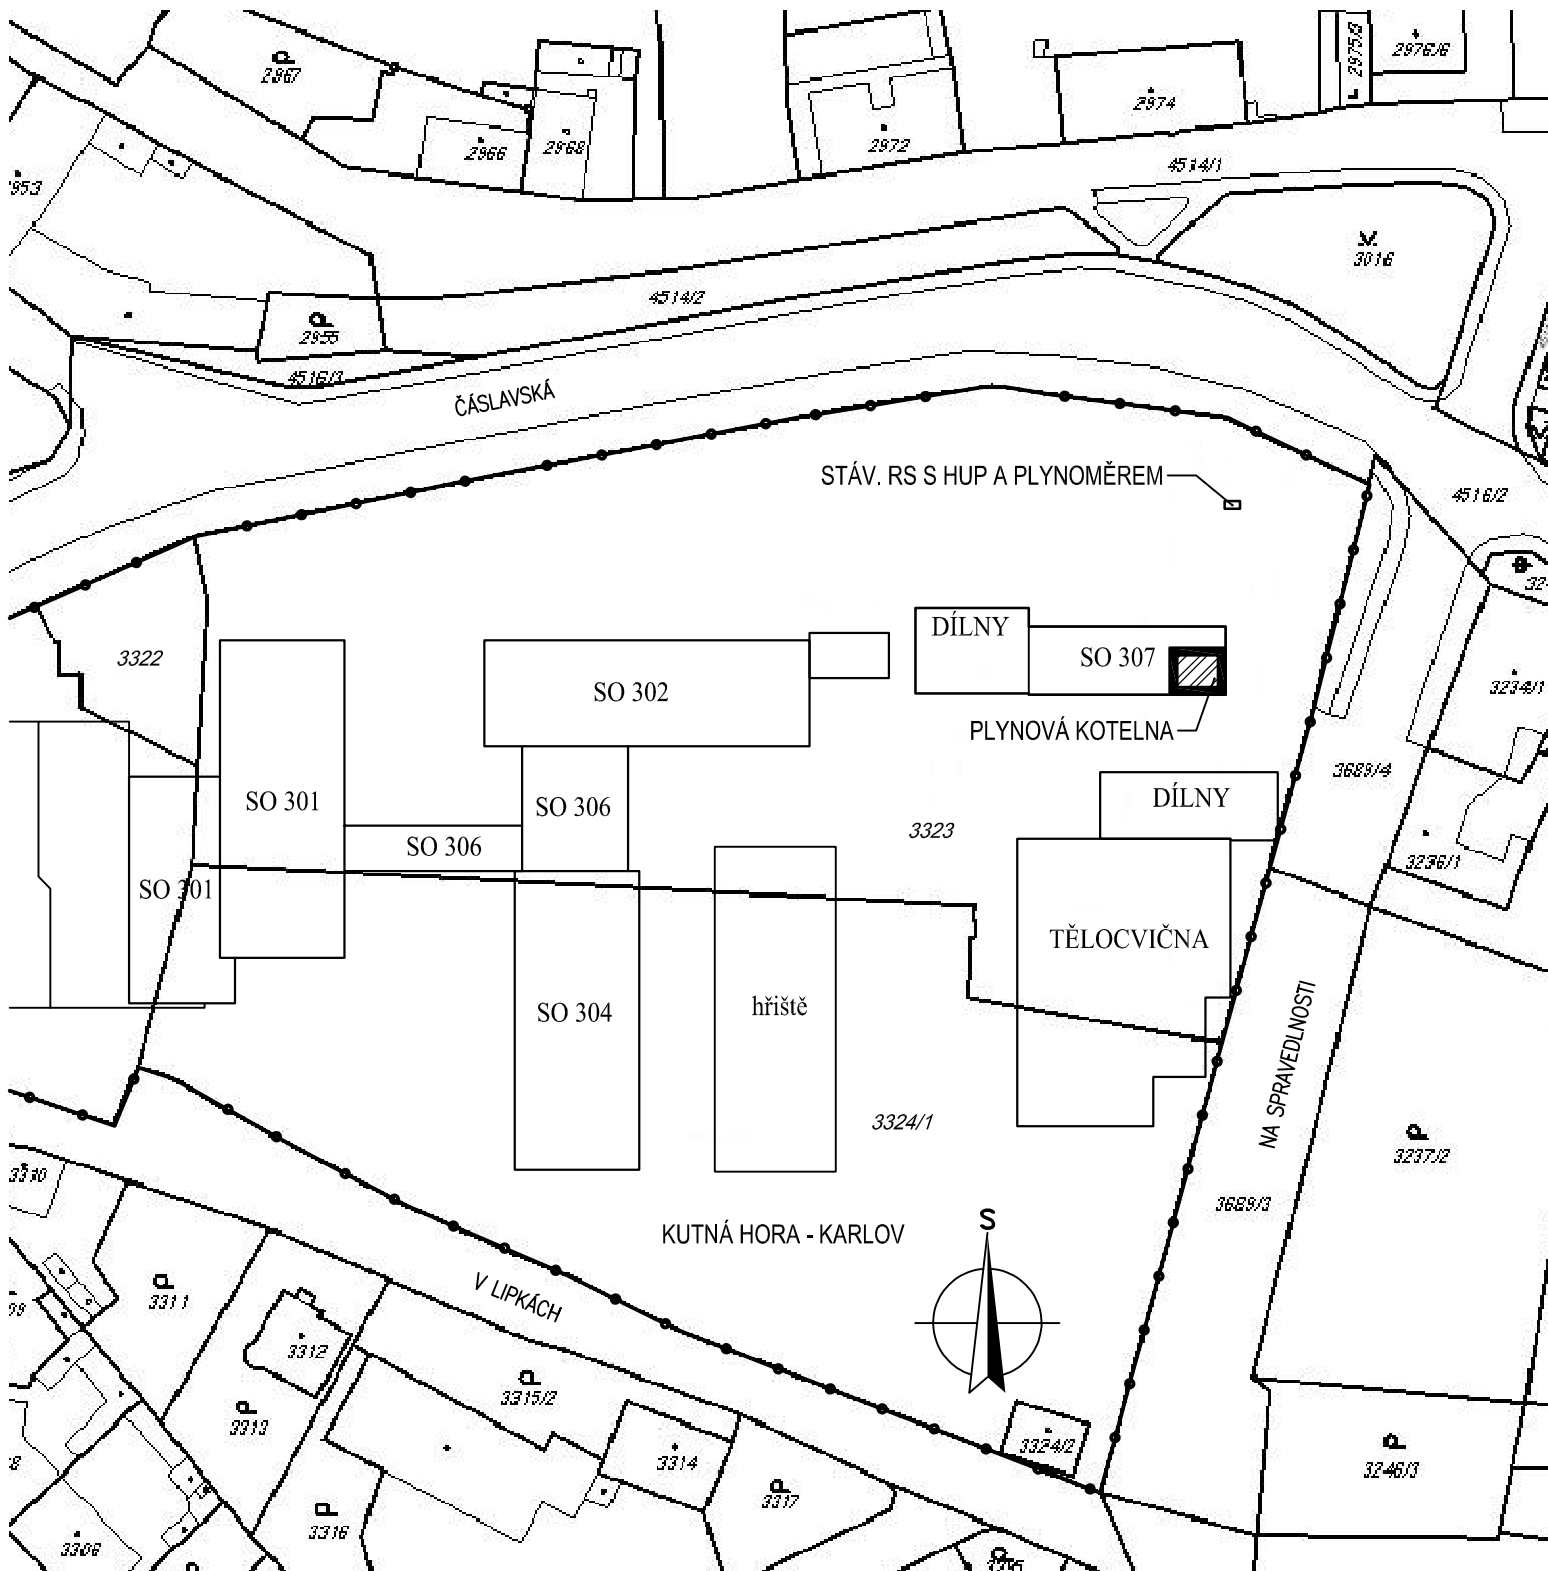 2967
2975/3
2976/6
2974
2966
2968
2972
4514/1
3016
4514/2
2955
4516/3
ČÁSLAVSKÁ
STÁV. RS S HUP A PLYNOMĚREM
4516/2
DÍLNY
SO 307
3322
SO 302
3234/1
PLYNOVÁ KOTELNA
3689/4
SO 301
SO 306
DÍLNY
3323
SO 306
3236/1
SO 301
TĚLOCVIČNA
SO 304
hřiště
NA SPRAVEDLNOSTI
3324/1
3237/2
3310
3689/3
S
KUTNÁ HORA - KARLOV
V LIPKÁCH
3311
3312
3315/2
3313
3324/2
3314
3246/3
3317
3316
3306